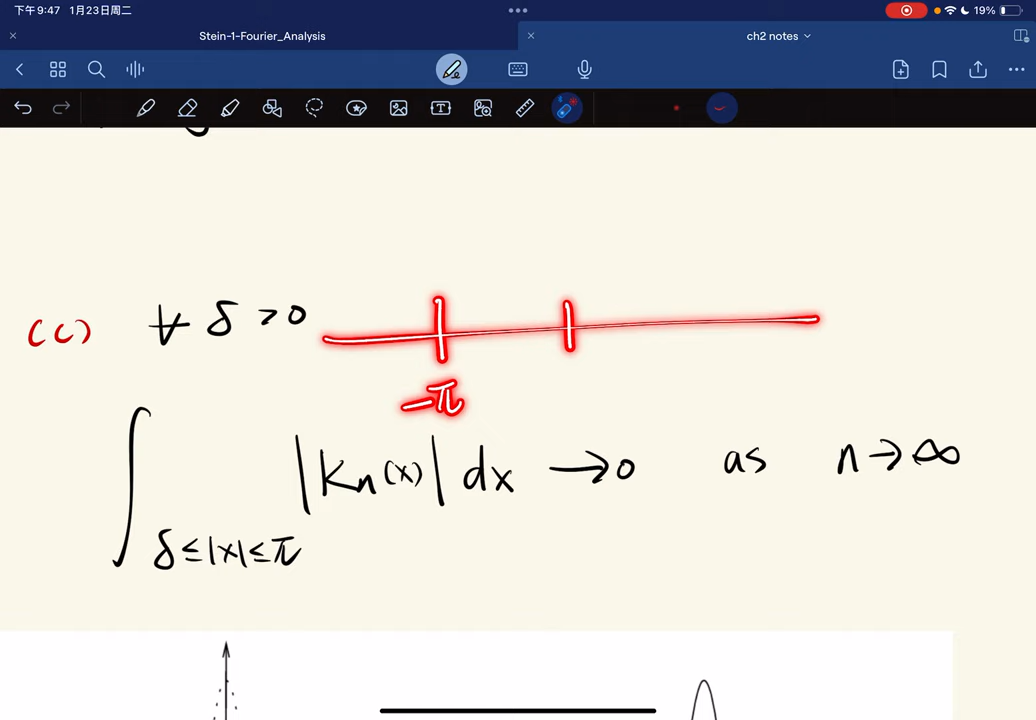 下午9:47 1月23日周二
19%
Stein-1-Fourier_Analysis
ch2 notes
(c) ∀ δ > 0
-π
∫ δ≤|x|≤π |Kn(x)| dx → 0 as n → ∞